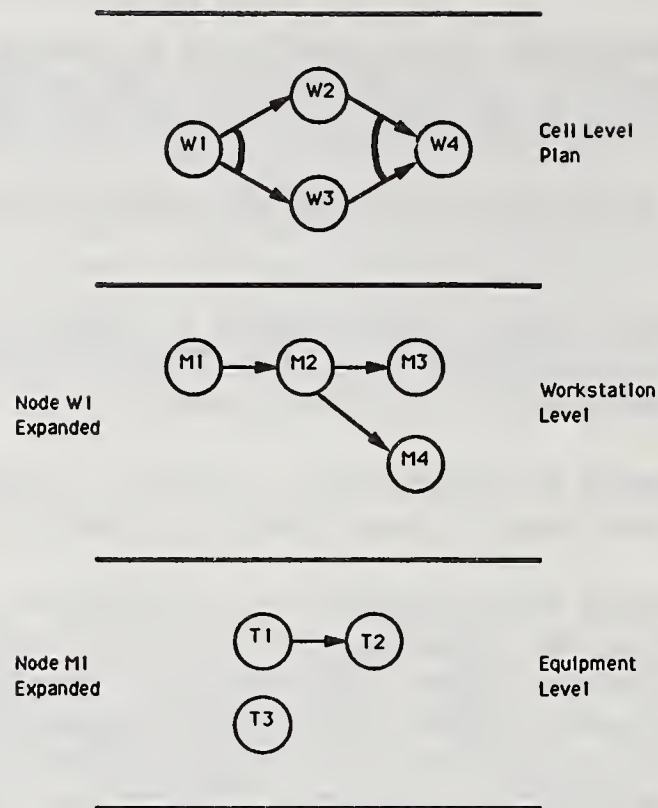 W1
W2
W3
W4
Cell Level
Plan
Node W1
Expanded
M1
M2
M3
M4
Workstation
Level
Node M1
Expanded
T1
T2
T3
Equipment
Level